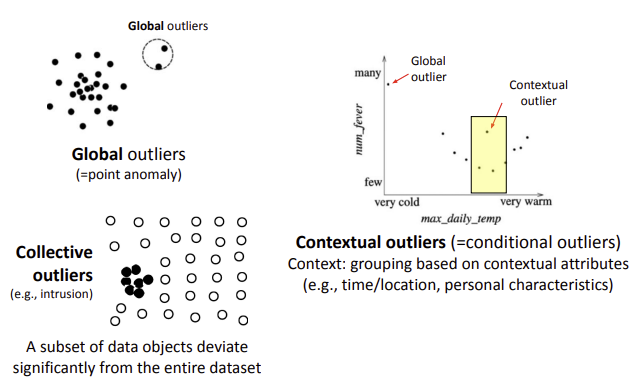 Global outliers
Global outliers
(=point anomaly)
Collective
outliers
(e.g., intrusion)
A subset of data objects deviate
significantly from the entire dataset
many
Global
outlier
Contextual
outlier
num_fever
few
very cold
very warm
max_daily_temp
Contextual outliers (=conditional outliers)
Context: grouping based on contextual attributes
(e.g., time/location, personal characteristics)